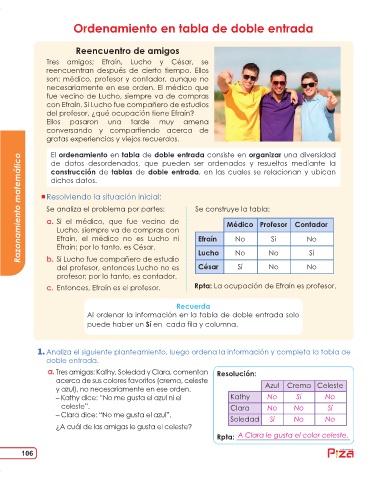 Ordenamiento en tabla de doble entrada
Reencuentro de amigos
Tres amigos; Efraín, Lucho y César, se
reencuentran después de cierto tiempo. Ellos
son: médico, profesor y contador, aunque no
necesariamente en ese orden. El médico que
fue vecino de Lucho, siempre va de compras
con Efraín. Si Lucho fue compañero de estudios
del profesor, ¿qué ocupación tiene Efraín?
Ellos pasaron una tarde muy amena
conversando y compartiendo acerca de
gratas experiencias y viejos recuerdos.
El ordenamiento en tabla de doble entrada consiste en organizar una diversidad
de datos desordenados, que pueden ser ordenados y resueltos mediante la
construcción de tablas de doble entrada, en las cuales se relacionan y ubican
dichos datos.
Razonamiento matemático
Resolviendo la situación inicial:
Se analiza el problema por partes:
a. Si el médico, que fue vecino de
Lucho, siempre va de compras con
Efraín, el médico no es Lucho ni
Efraín; por lo tanto, es César.
b. Si Lucho fue compañero de estudio
del profesor, entonces Lucho no es
profesor; por lo tanto, es contador.
c. Entonces, Efraín es el profesor.
Se construye la tabla:
Médico Profesor Contador
Efraín No Sí No
Lucho No No Sí
César Sí No No
Rpta: La ocupación de Efraín es profesor.
Recuerda
Al ordenar la información en la tabla de doble entrada solo
puede haber un Sí en cada fila y columna.
1. Analiza el siguiente planteamiento, luego ordena la información y completa la tabla de
doble entrada.
a. Tres amigas: Kathy, Soledad y Clara, comentan
acerca de sus colores favoritos (crema, celeste
y azul), no necesariamente en ese orden.
– Kathy dice: "No me gusta el azul ni el
celeste".
– Clara dice: "No me gusta el azul".
¿A cuál de las amigas le gusta el celeste?
Resolución:
Azul Crema Celeste
Kathy No Sí No
Clara No No Sí
Soledad Sí No No
Rpta: A Clara le gusta el color celeste.
106
Piza